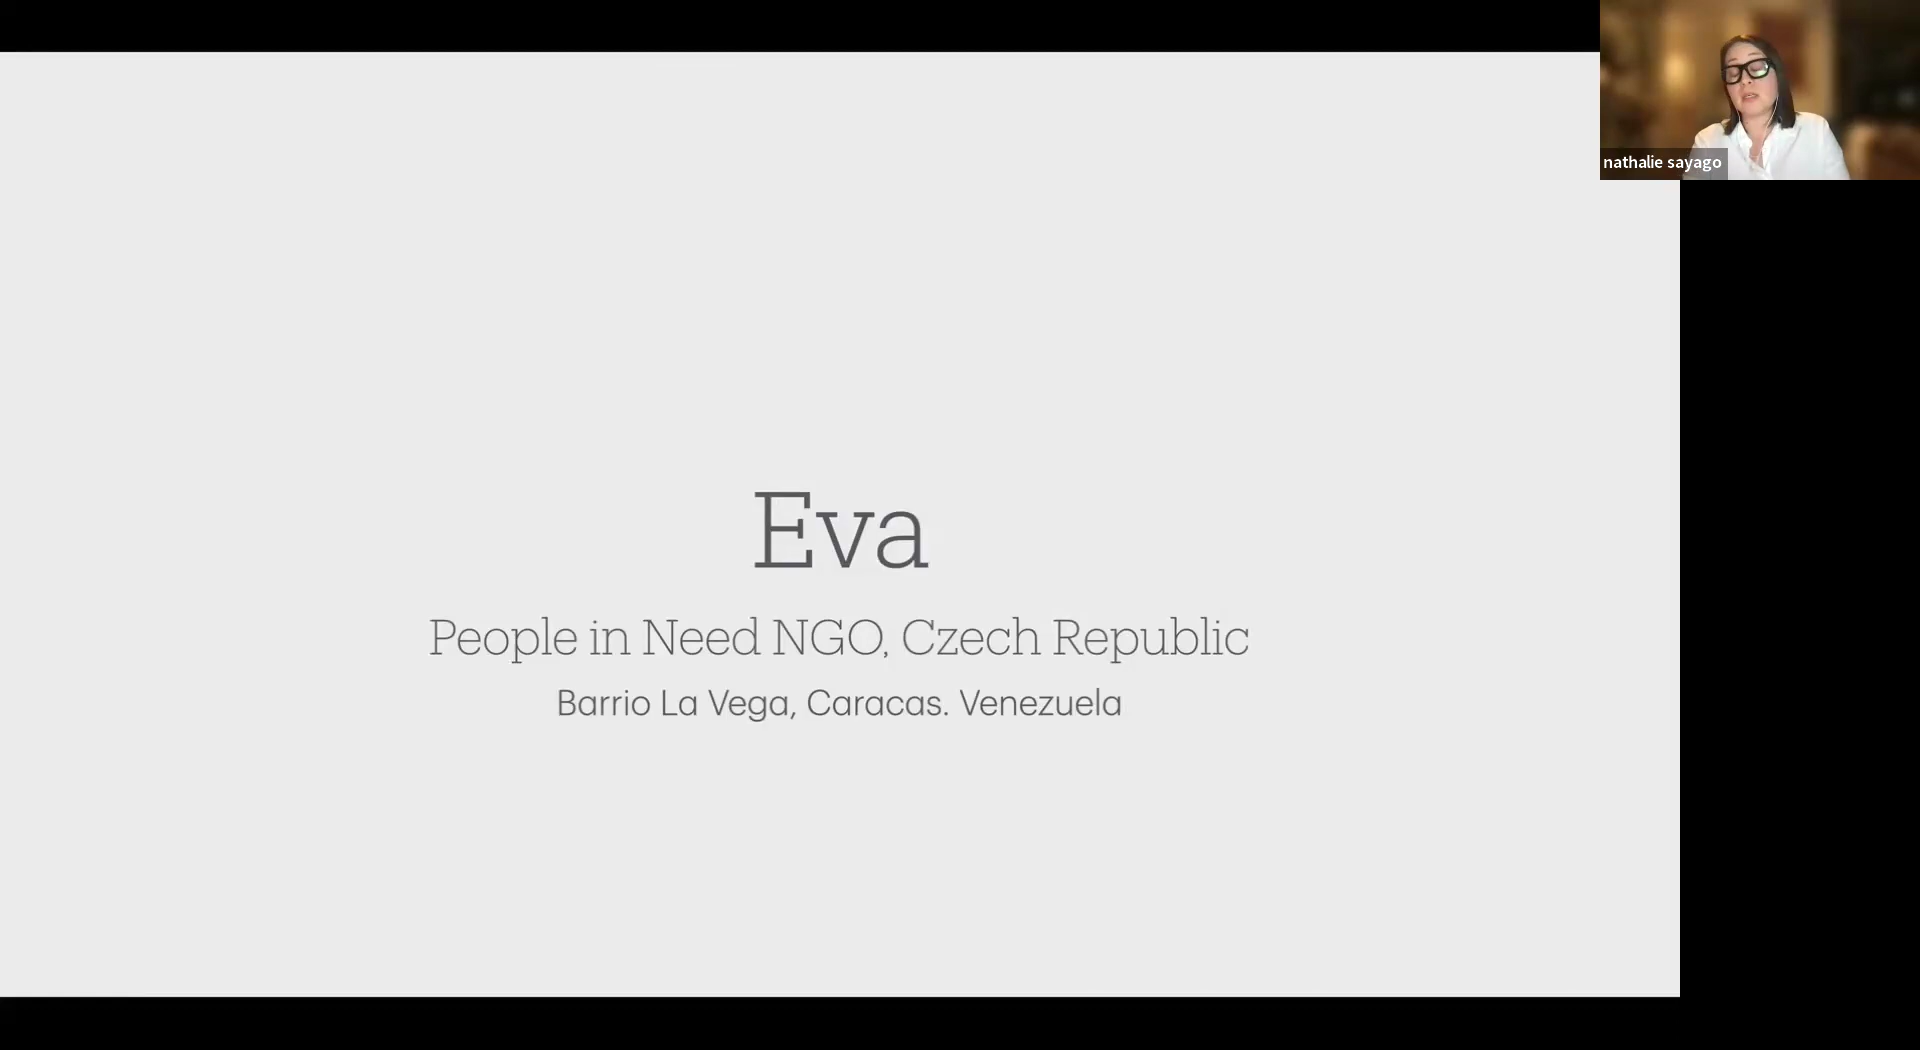 Eva
People in Need NGO, Czech Republic
Barrio La Vega, Caracas. Venezuela
nathalie sayago